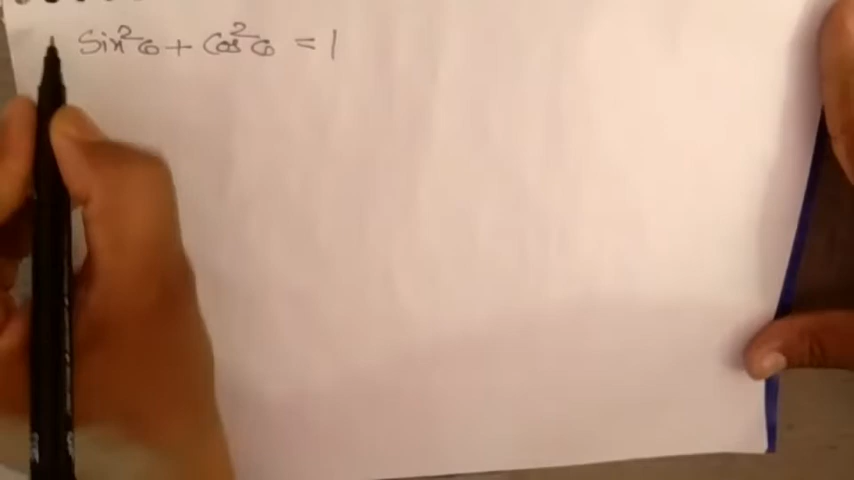 Sin²θ + Cos²θ = 1